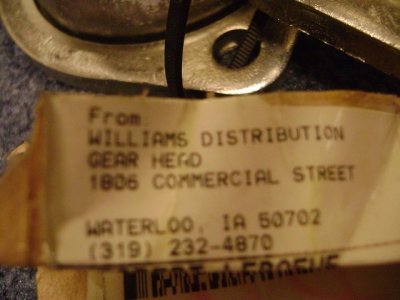 From:
WILLIAMS DISTRIBUTION
GEAR HEAD
1806 COMMERCIAL STREET
WATERLOO, IA 50702
(319) 232-4870